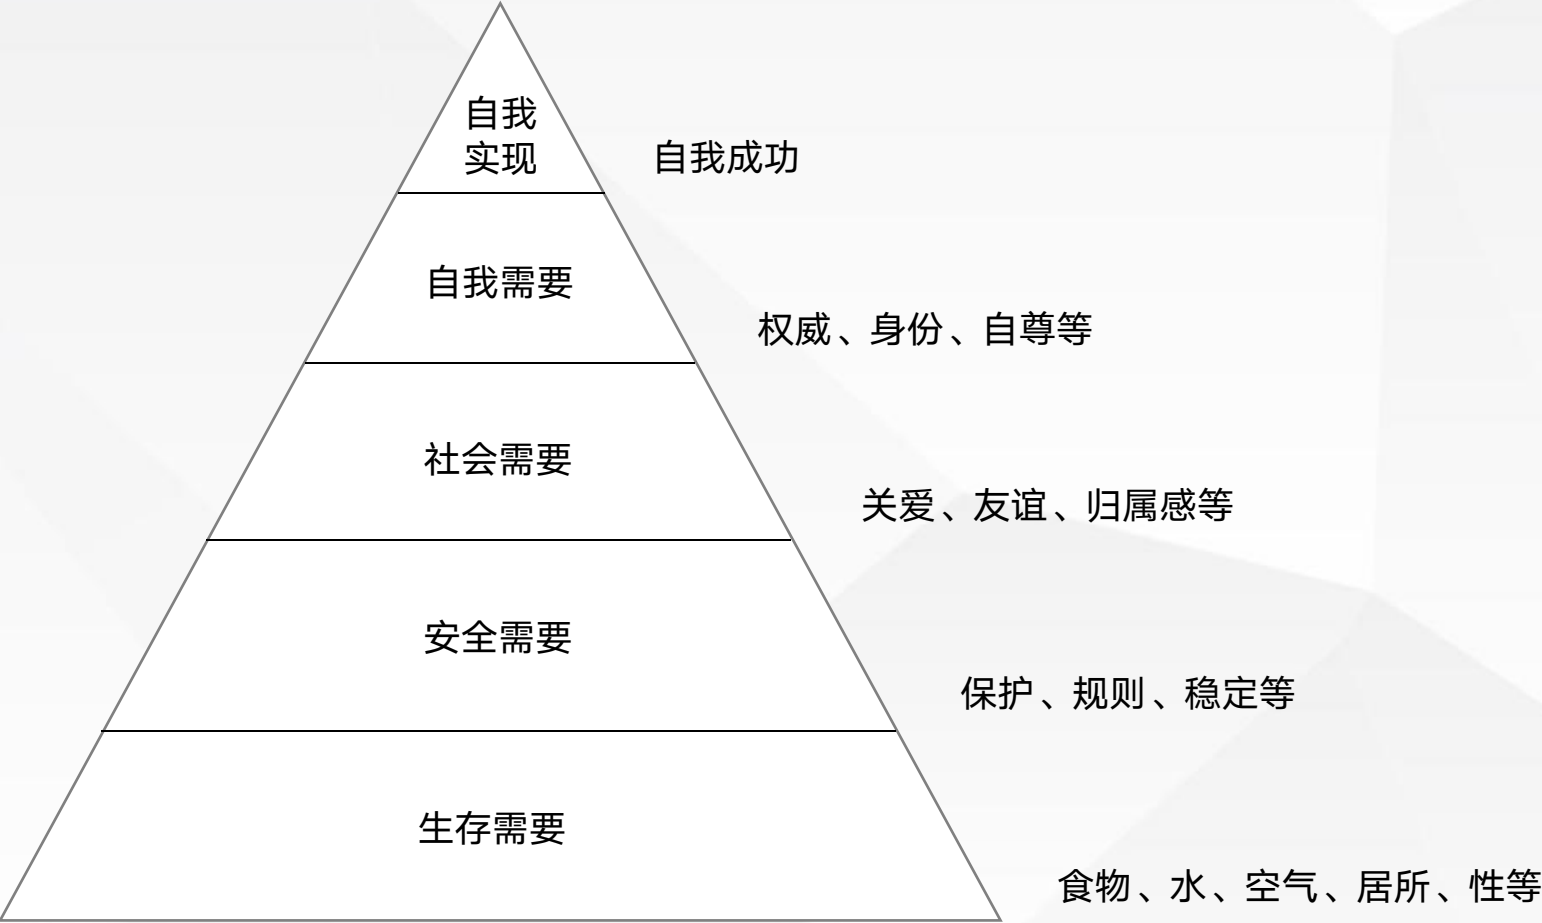 自我
实现
自我成功
自我需要
权威、身份、自尊等
社会需要
关爱、友谊、归属感等
安全需要
保护、规则、稳定等
生存需要
食物、水、空气、居所、性等